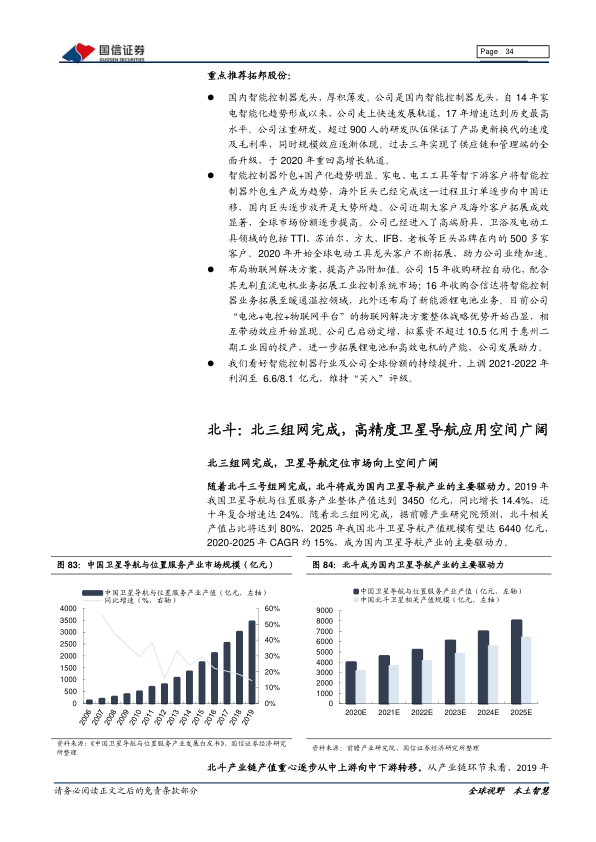 国信证券
GUOSEN SECURITIES
Page 34
重点推荐拓邦股份：
● 国内智能控制器龙头，厚积薄发。公司是国内智能控制器龙头，自 14 年家
电智能化趋势形成以来，公司走上快速发展轨道，17 年增速达到历史最高
水平。公司注重研发，超过 900 人的研发队伍保证了产品更新换代的速度
及毛利率，同时规模效应逐渐体现。过去三年实现了供应链和管理端的全
面升级，于 2020 年重回高增长轨道。
● 智能控制器外包+国产化趋势明显。家电、电工工具等智下游客户将智能控
制器外包生产成为趋势，海外巨头已经完成这一过程且订单逐步向中国迁
移，国内巨头逐步放开是大势所趋。公司近期大客户及海外客户拓展成效
显著，全球市场份额逐步提高。公司已经进入了高端厨具，卫浴及电动工
具领域的包括 TTI、苏泊尔、方太、IFB、老板等巨头品牌在内的 500 多家
客户。2020 年开始全球电动工具龙头客户不断拓展，助力公司业绩加速。
● 布局物联网解决方案，提高产品附加值。公司 15 年收购研控自动化，配合
其无刷直流电机业务拓展工业控制系统市场；16 年收购合信达将智能控制
器业务拓展至暖通温控领域，此外还布局了新能源锂电池业务。目前公司
“电池+电控+物联网平台”的物联网解决方案整体战略优势开始凸显，相
互带动效应开始显现。公司已启动定增，拟募资不超过 10.5 亿用于惠州二
期工业园的投产，进一步拓展锂电池和高效电机的产能，公司发展助力。
● 我们看好智能控制器行业及公司全球份额的持续提升，上调 2021-2022 年
利润至 6.6/8.1 亿元，维持“买入”评级。
北斗：北三组网完成，高精度卫星导航应用空间广阔
北三组网完成，卫星导航定位市场向上空间广阔
随着北斗三号组网完成，北斗将成为国内卫星导航产业的主要驱动力。2019 年
我国卫星导航与位置服务产业整体产值达到 3450 亿元，同比增长 14.4%，近
十年复合增速达 24%。随着北三组网完成，据前瞻产业研究院预测，北斗相关
产值占比将达到 80%，2025 年我国北斗卫星导航产值规模有望达 6440 亿元，
2020-2025 年 CAGR 约 15%，成为国内卫星导航产业的主要驱动力。
图 83：中国卫星导航与位置服务产业市场规模（亿元）
中国卫星导航与位置服务产业产值（亿元，左轴）
同比增速（%，右轴）
4000 60%
3500 50%
3000 40%
2500
2000 30%
1500 20%
1000 10%
500
0 0%
2006 2007 2008 2009 2010 2011 2012 2013 2014 2015 2016 2017 2018 2019
资料来源：《中国卫星导航与位置服务产业发展白皮书》，国信证券经济研究
所整理
图 84：北斗成为国内卫星导航产业的主要驱动力
中国卫星导航与位置服务产业产值（亿元，左轴）
中国北斗卫星相关产值规模（亿元，左轴）
9000
8000
7000
6000
5000
4000
3000
2000
1000
0
2020E 2021E 2022E 2023E 2024E 2025E
资料来源：前瞻产业研究院，国信证券经济研究所整理
北斗产业链产值重心逐步从中上游向中下游转移。从产业链环节来看，2019 年
请务必阅读正文之后的免责条款部分
全球视野 本土智慧